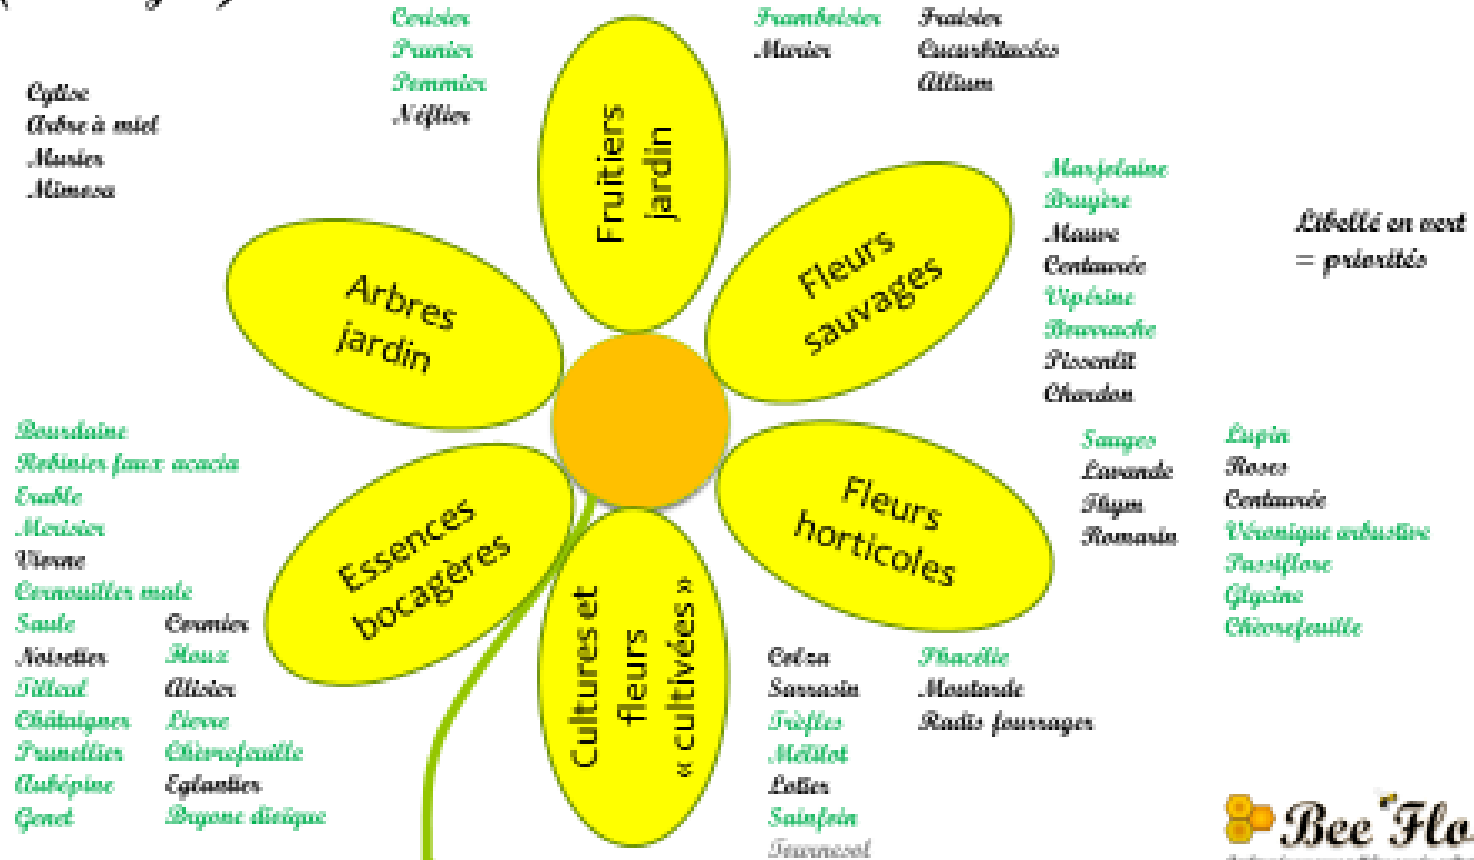 Cerisier
Prunier
Pommier
Néflier
Framboisier
Murier
Fraisier
Cucurbitacées
Allium
Cytise
Arbre à miel
Murier
Mimosa
Fruitiers
jardin
Marjolaine
Bruyère
Mauve
Centaurée
Vipérine
Bourrache
Pissenlit
Chardon
Libellé en vert
= priorités
Fleurs
sauvages
Arbres
jardin
Bourdaine
Robinier faux acacia
Erable
Merisier
Viorne
Cornouiller male
Saule
Noisetier
Tilleul
Châtaigner
Prunellier
Aubépine
Genet
Cormier
Houx
Alisier
Lierre
Chèvrefeuille
Eglantier
Bryone dioïque
Essences
bocagères
Fleurs
horticoles
Sauges
Lavande
Thym
Romarin
Lupin
Roses
Centaurée
Véronique arbustive
Passiflore
Glycine
Chèvrefeuille
Cultures et
fleurs
« cultivées »
Colza
Sarrasin
Trèfles
Mélilot
Lotier
Sainfoin
Tournesol
Phacélie
Moutarde
Radis fourrager
Bee Flo